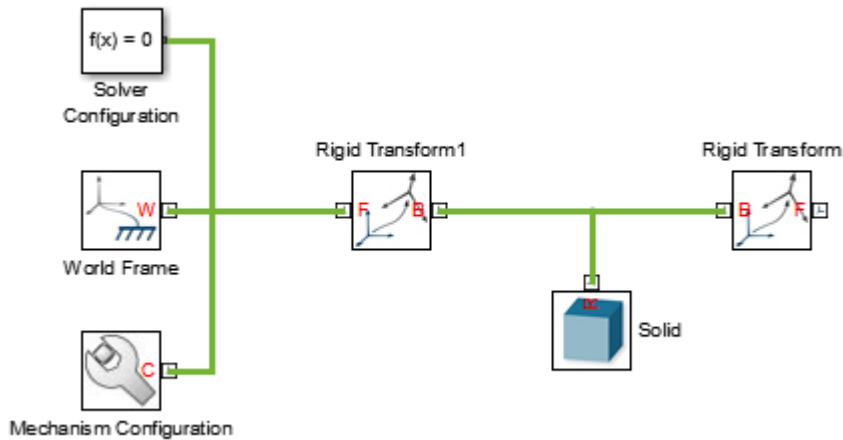 f(x) = 0
Solver
Configuration
Rigid Transform1
Rigid Transform
W
F
B
B
F
World Frame
R
Solid
C
Mechanism Configuration